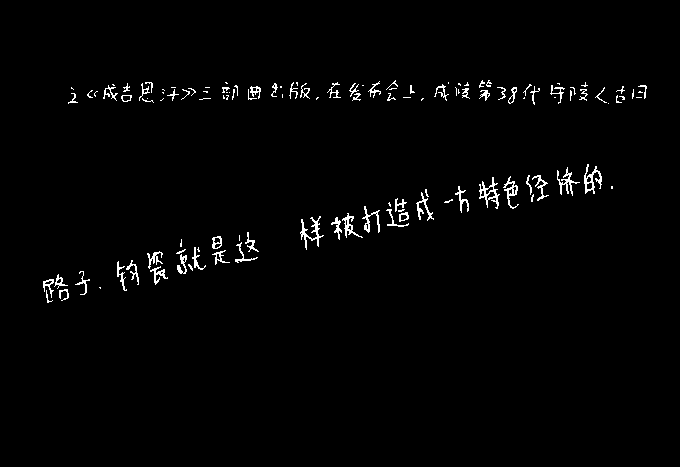 之《成吉思汗》三部曲出版.在发布会上,成陵第38代守陵人古日
路子.钧瓷就是这样被打造成一方特色经济的.